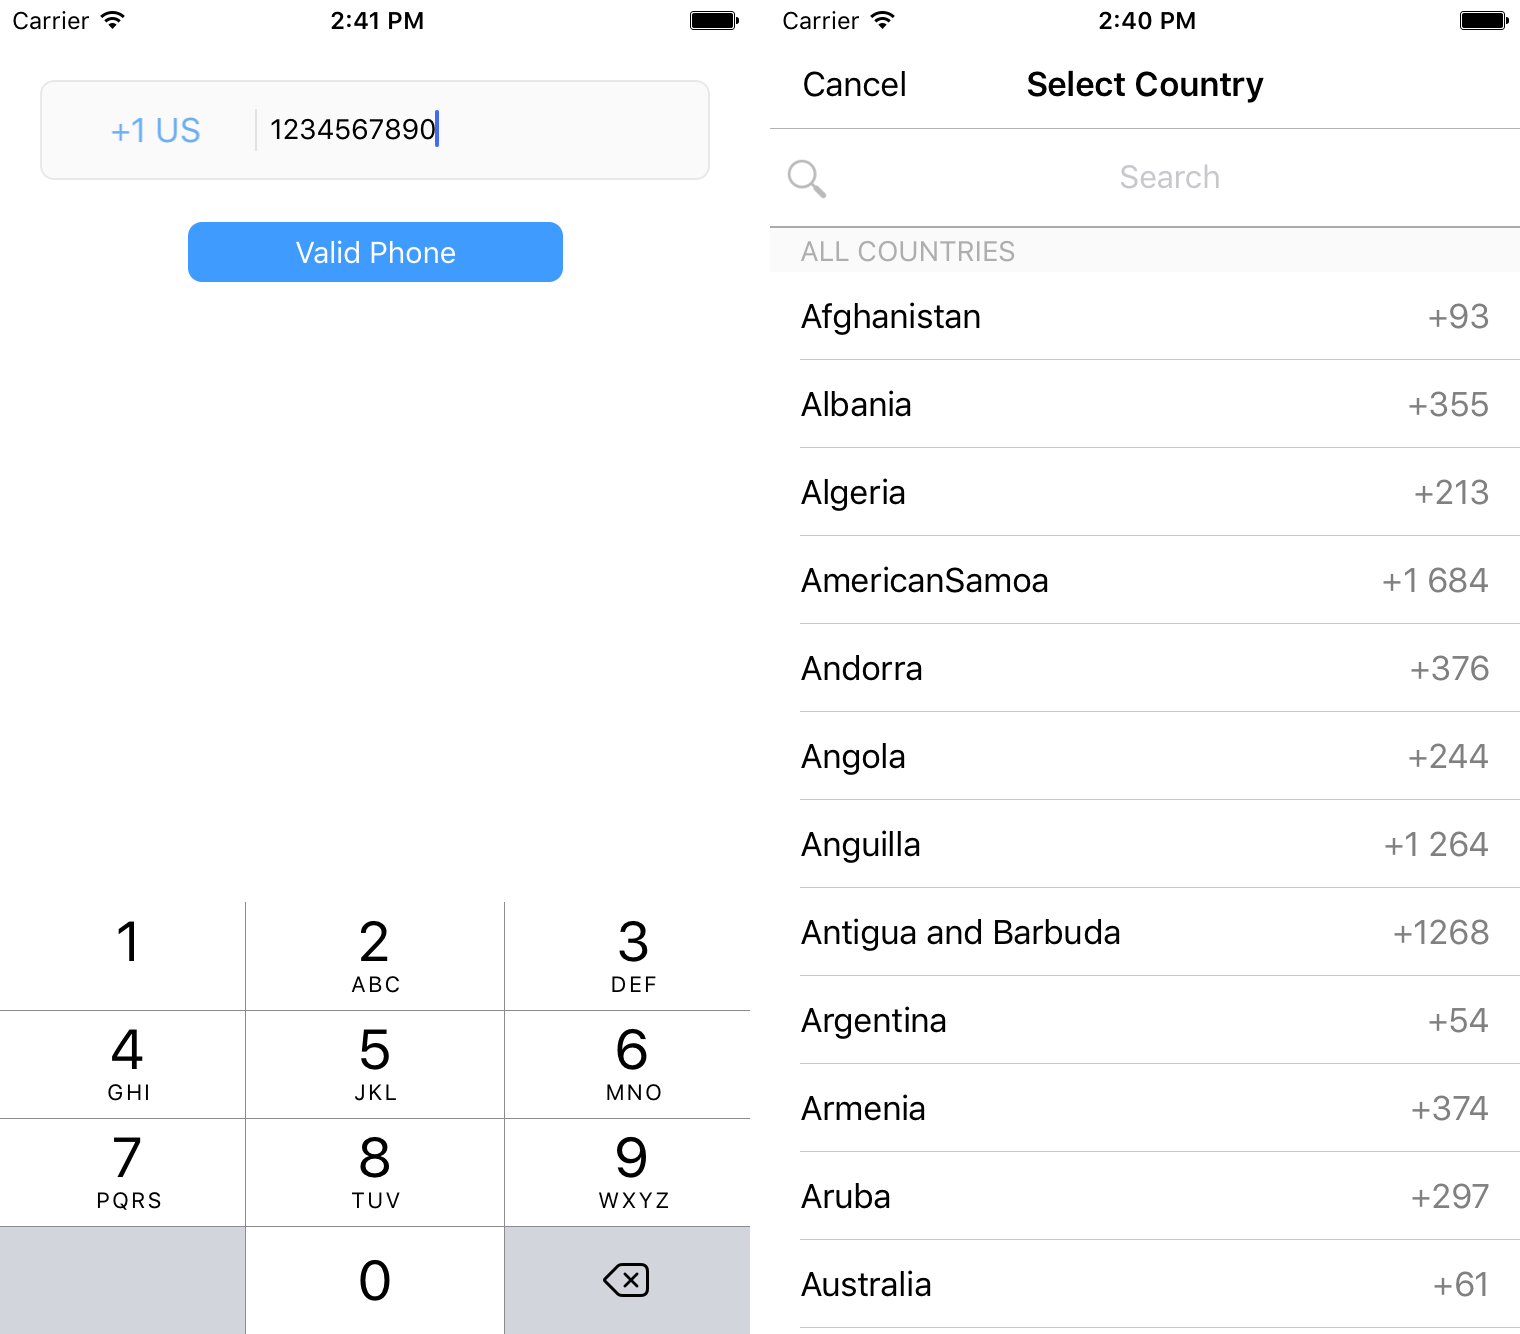 Carrier 2:41 PM
+1 US 1234567890
Valid Phone
1 2 3
ABC DEF
4 5 6
GHI JKL MNO
7 8 9
PQRS TUV WXYZ
0
Carrier 2:40 PM
Cancel Select Country
Search
ALL COUNTRIES
Afghanistan +93
Albania +355
Algeria +213
AmericanSamoa +1 684
Andorra +376
Angola +244
Anguilla +1 264
Antigua and Barbuda +1268
Argentina +54
Armenia +374
Aruba +297
Australia +61